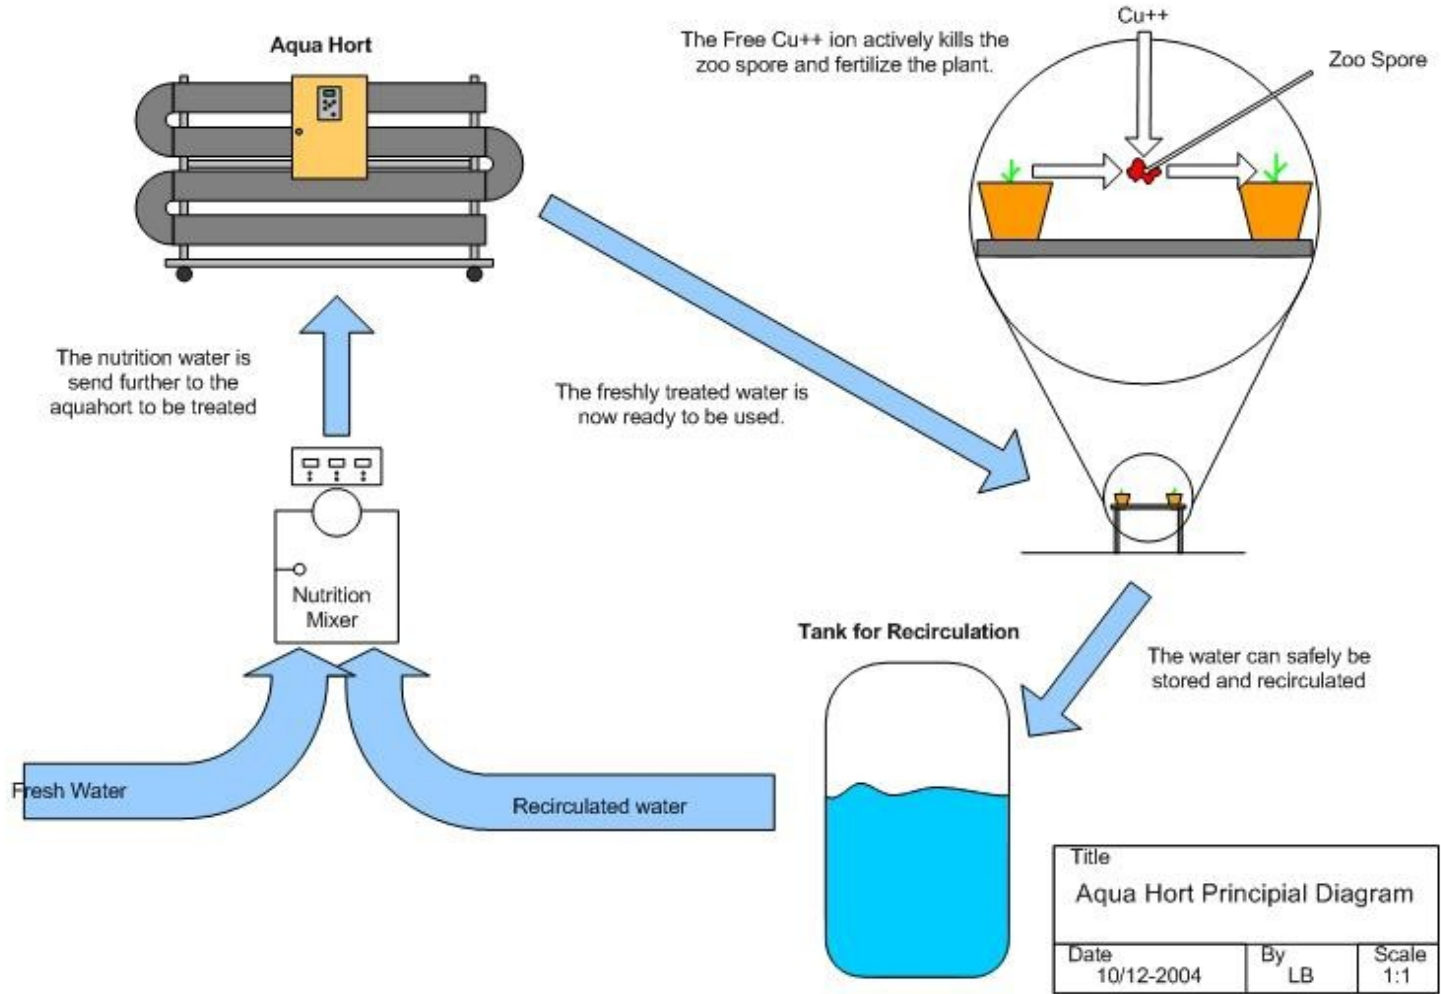 Aqua Hort
The Free Cu++ ion actively kills the
zoo spore and fertilize the plant.
Cu++
Zoo Spore
The nutrition water is
send further to the
aquahort to be treated
The freshly treated water is
now ready to be used.
Nutrition
Mixer
Tank for Recirculation
The water can safely be
stored and recirculated
Fresh Water
Recirculated water
Title
Aqua Hort Principial Diagram
Date
10/12-2004
By
LB
Scale
1:1